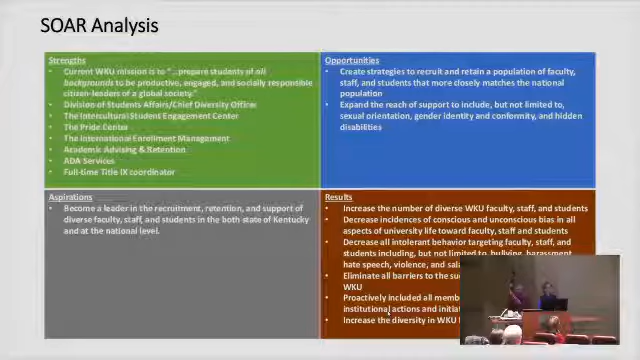 SOAR Analysis
Strengths
• Current WKU mission is to "...prepare students of all
backgrounds to be productive, engaged, and socially responsible
citizen-leaders of a global society."
• Division of Students Affairs/Chief Diversity Officer
• The Intercultural Student Engagement Center
• The Pride Center
• The International Enrollment Management
• Academic Advising & Retention
• ADA Services
• Full-time Title IX coordinator
Opportunities
• Create strategies to recruit and retain a population of faculty,
staff, and students that more closely matches the national
population
• Expand the reach of support to include, but not limited to,
sexual orientation, gender identity and conformity, and hidden
disabilities
Aspirations
• Become a leader in the recruitment, retention, and support of
diverse faculty, staff, and students in the both state of Kentucky
and at the national level.
Results
• Increase the number of diverse WKU faculty, staff, and students
• Decrease incidences of conscious and unconscious bias in all
aspects of university life toward faculty, staff and students
• Decrease all intolerant behavior targeting faculty, staff, and
students including, but not limited to, bullying, harassment,
hate speech, violence, and
• Eliminate all barriers to the
WKU
• Proactively included all
institutional actions and
• Increase the diversity in WKU